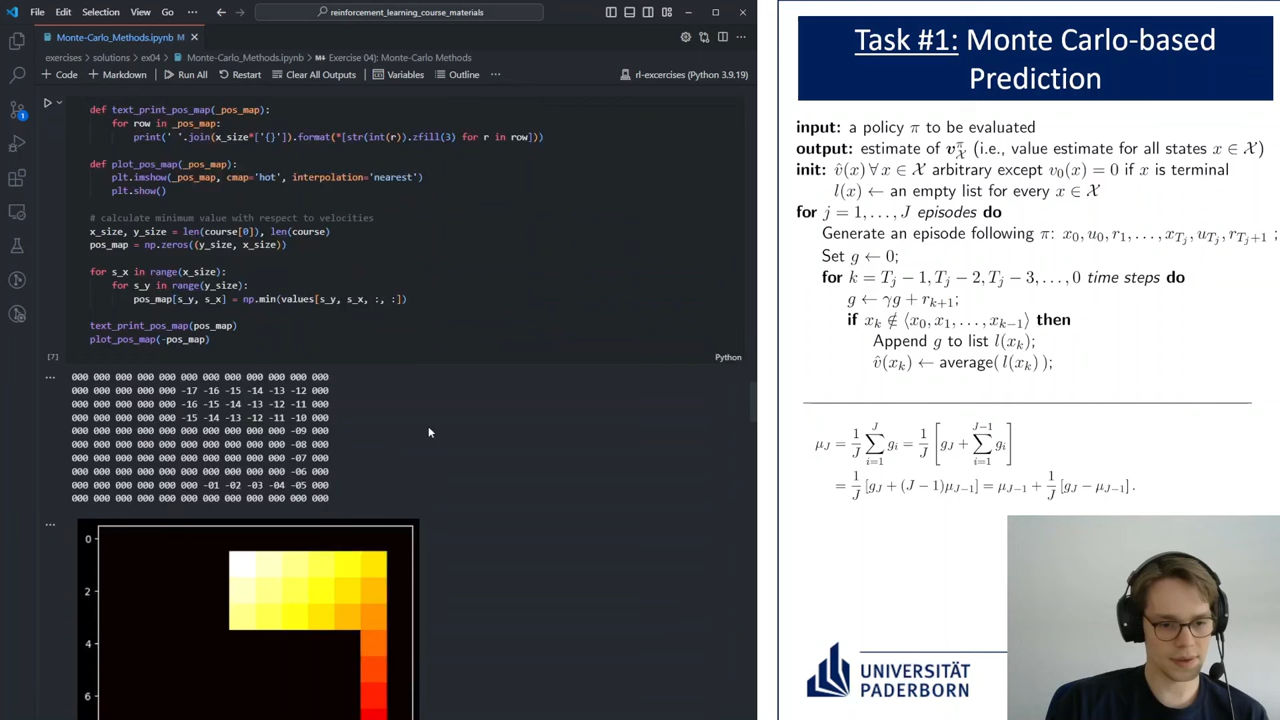 File Edit Selection View Go ··· reinforcement_learning_course_materials
Monte-Carlo_Methods.ipynb M
exercises > solutions > ex04 > Monte-Carlo_Methods.ipynb > Exercise 04): Monte-Carlo Methods
+ Code + Markdown Run All Restart Clear All Outputs Variables Outline ··· rl-excercises (Python 3.9.19)
def text_print_pos_map(_pos_map):
for row in _pos_map:
print(' '.join(x_size*['{}']).format(*[str(int(r)).zfill(3) for r in row]))
def plot_pos_map(_pos_map):
plt.imshow(_pos_map, cmap='hot', interpolation='nearest')
plt.show()
# calculate minimum value with respect to velocities
x_size, y_size = len(course[0]), len(course)
pos_map = np.zeros((y_size, x_size))
for s_x in range(x_size):
for s_y in range(y_size):
pos_map[s_y, s_x] = np.min(values[s_y, s_x, :, :])
text_print_pos_map(pos_map)
plot_pos_map(-pos_map)
[7] Python
000 000 000 000 000 000 000 000 000 000 000 000
000 000 000 000 000 -17 -16 -15 -14 -13 -12 000
000 000 000 000 000 -16 -15 -14 -13 -12 -11 000
000 000 000 000 000 -15 -14 -13 -12 -11 -10 000
000 000 000 000 000 000 000 000 000 000 -09 000
000 000 000 000 000 000 000 000 000 000 -08 000
000 000 000 000 000 000 000 000 000 000 -07 000
000 000 000 000 000 000 000 000 000 000 -06 000
000 000 000 000 000 000 -01 -02 -03 -04 -05 000
000 000 000 000 000 000 000 000 000 000 000 000
0
2
4
6
Task #1: Monte Carlo-based
Prediction
input: a policy π to be evaluated
output: estimate of v_𝒳^π (i.e., value estimate for all states x ∈ 𝒳)
init: v̂(x) ∀ x ∈ 𝒳 arbitrary except v₀(x) = 0 if x is terminal
l(x) ← an empty list for every x ∈ 𝒳
for j = 1, . . . , J episodes do
Generate an episode following π: x₀, u₀, r₁, . . . , x_{T_j}, u_{T_j}, r_{T_j+1} ;
Set g ← 0;
for k = T_j − 1, T_j − 2, T_j − 3, . . . , 0 time steps do
g ← γg + r_{k+1};
if x_k ∉ ⟨x₀, x₁, . . . , x_{k−1}⟩ then
Append g to list l(x_k);
v̂(x_k) ← average( l(x_k) );
μ_J = 1/J ∑_{i=1}^{J} g_i = 1/J [g_J + ∑_{i=1}^{J−1} g_i]
= 1/J [g_J + (J − 1)μ_{J−1}] = μ_{J−1} + 1/J [g_J − μ_{J−1}] .
UNIVERSITÄT
PADERBORN